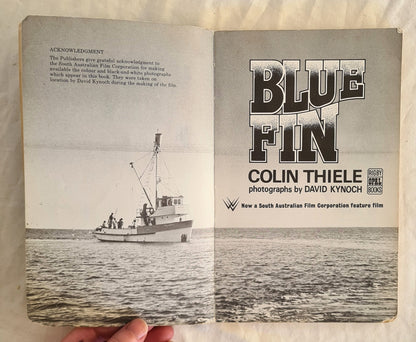 ACKNOWLEDGMENT
The Publishers give grateful acknowledgment to
the South Australian Film Corporation for making
available the colour and black-and-white photographs
which appear in this book. They were taken on
location by David Kynoch during the making of the film.
BLUE
FIN
COLIN THIELE
photographs by DAVID KYNOCH
RIGBY
OPAL
BOOKS
Now a South Australian Film Corporation feature film